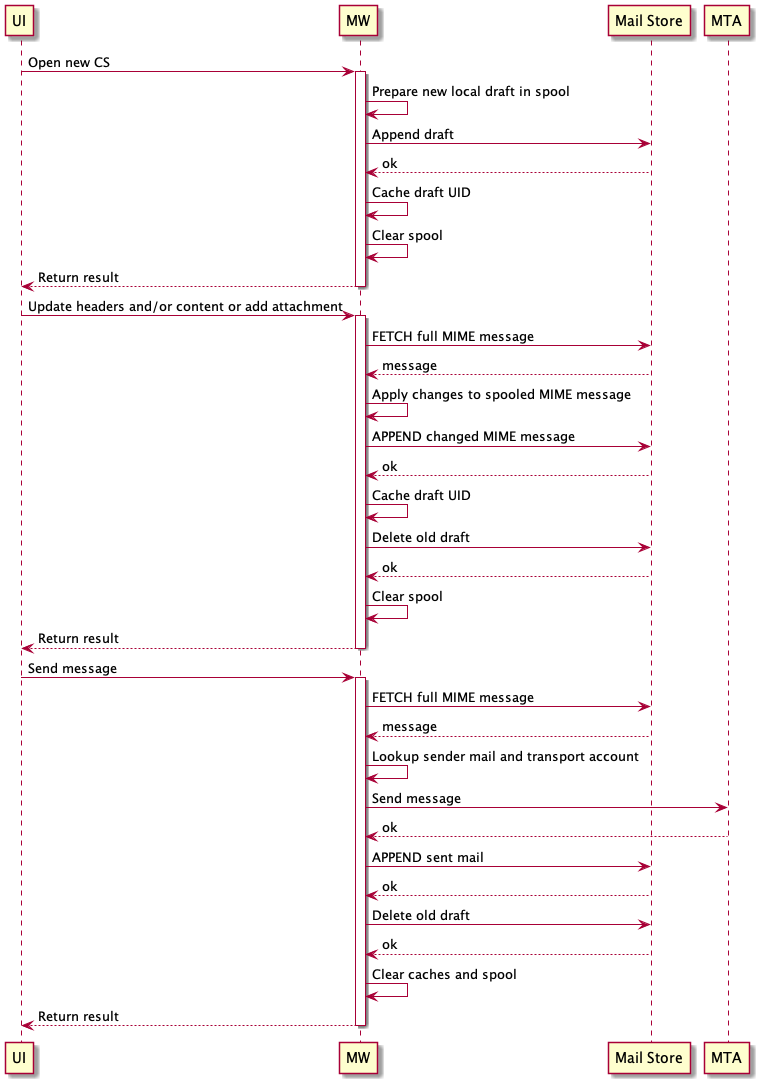 UI MW Mail Store MTA
Open new CS
Prepare new local draft in spool
Append draft
ok
Cache draft UID
Clear spool
Return result
Update headers and/or content or add attachment
FETCH full MIME message
message
Apply changes to spooled MIME message
APPEND changed MIME message
ok
Cache draft UID
Delete old draft
ok
Clear spool
Return result
Send message
FETCH full MIME message
message
Lookup sender mail and transport account
Send message
ok
APPEND sent mail
ok
Delete old draft
ok
Clear caches and spool
Return result
UI MW Mail Store MTA